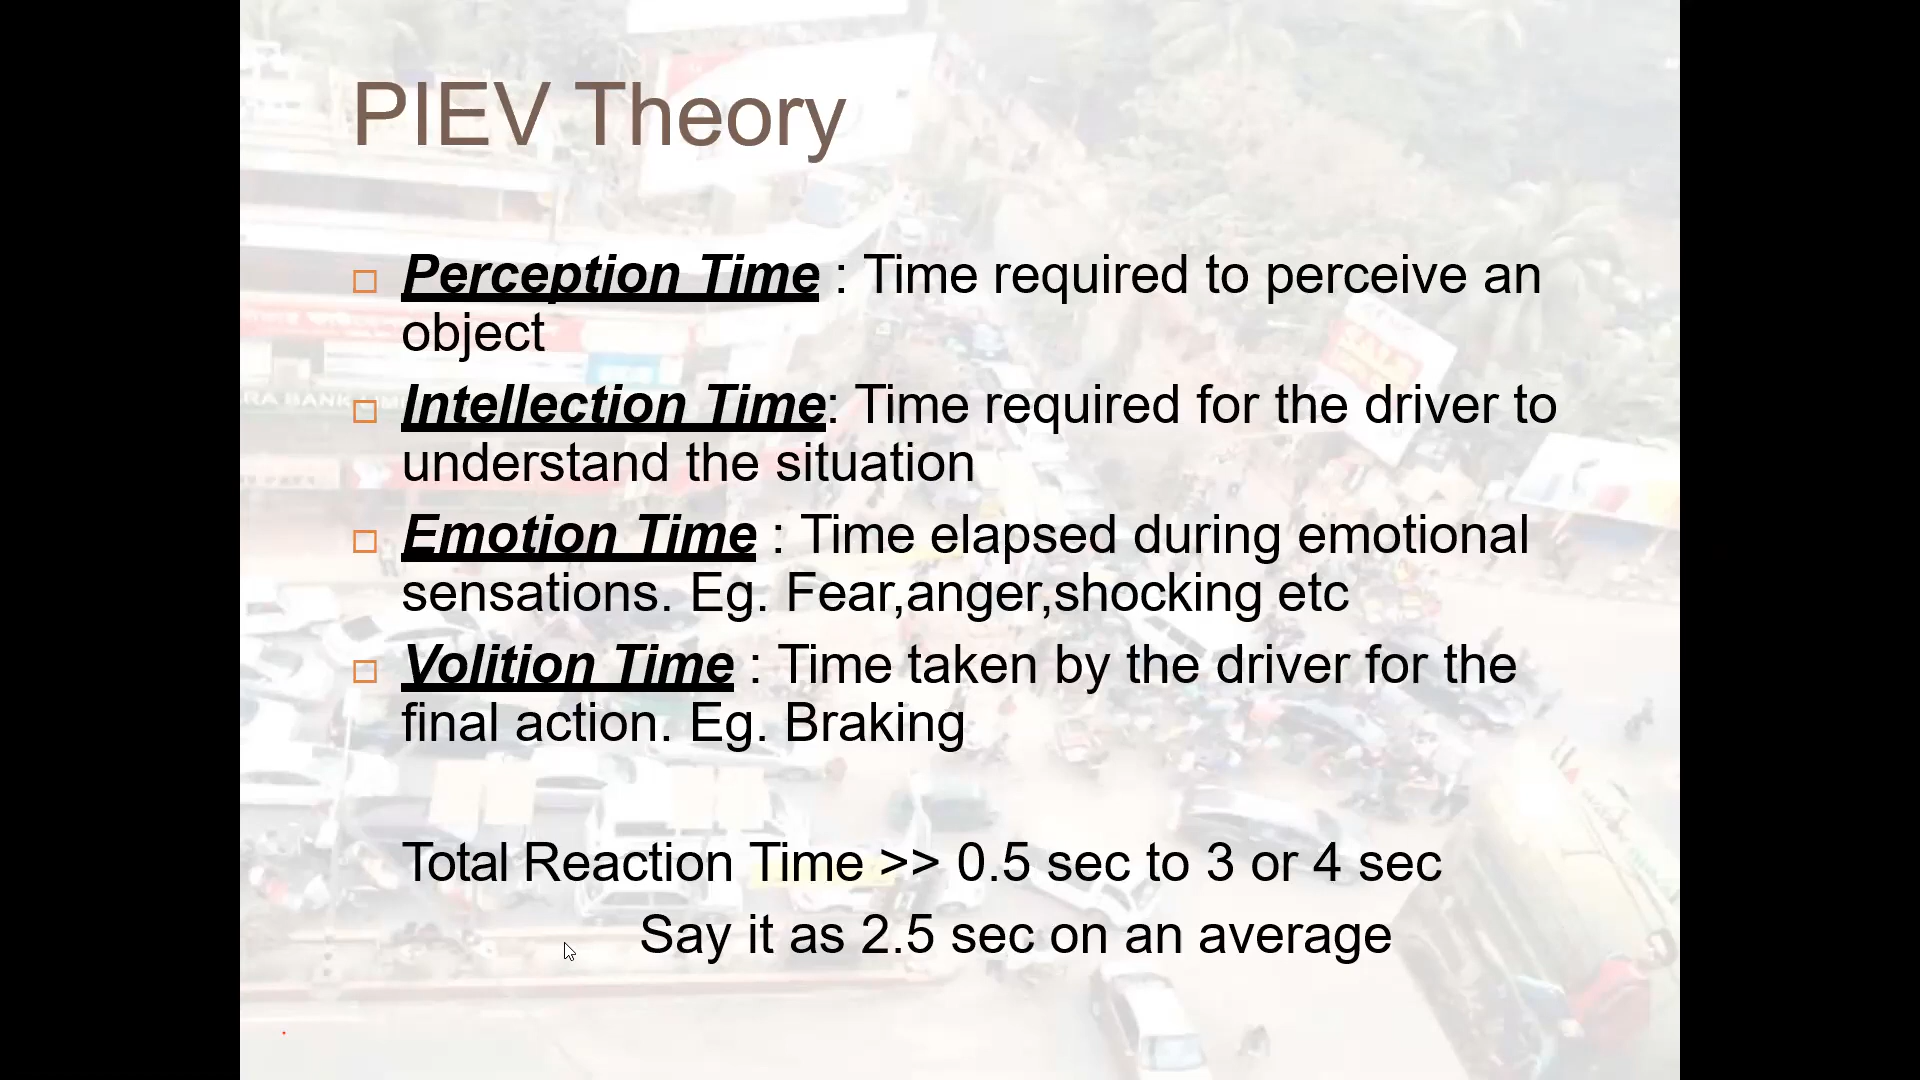 PIEV Theory
Perception Time : Time required to perceive an
object
Intellection Time: Time required for the driver to
understand the situation
Emotion Time : Time elapsed during emotional
sensations. Eg. Fear,anger,shocking etc
Volition Time : Time taken by the driver for the
final action. Eg. Braking
Total Reaction Time >> 0.5 sec to 3 or 4 sec
Say it as 2.5 sec on an average